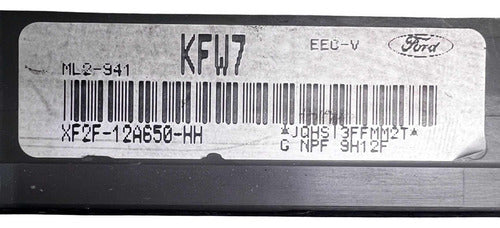 KFW7
EEC-V
Ford
ML2-941
XF2F-12A650-HH
*JQHS13FFMM2T*
G NPF 9H12F